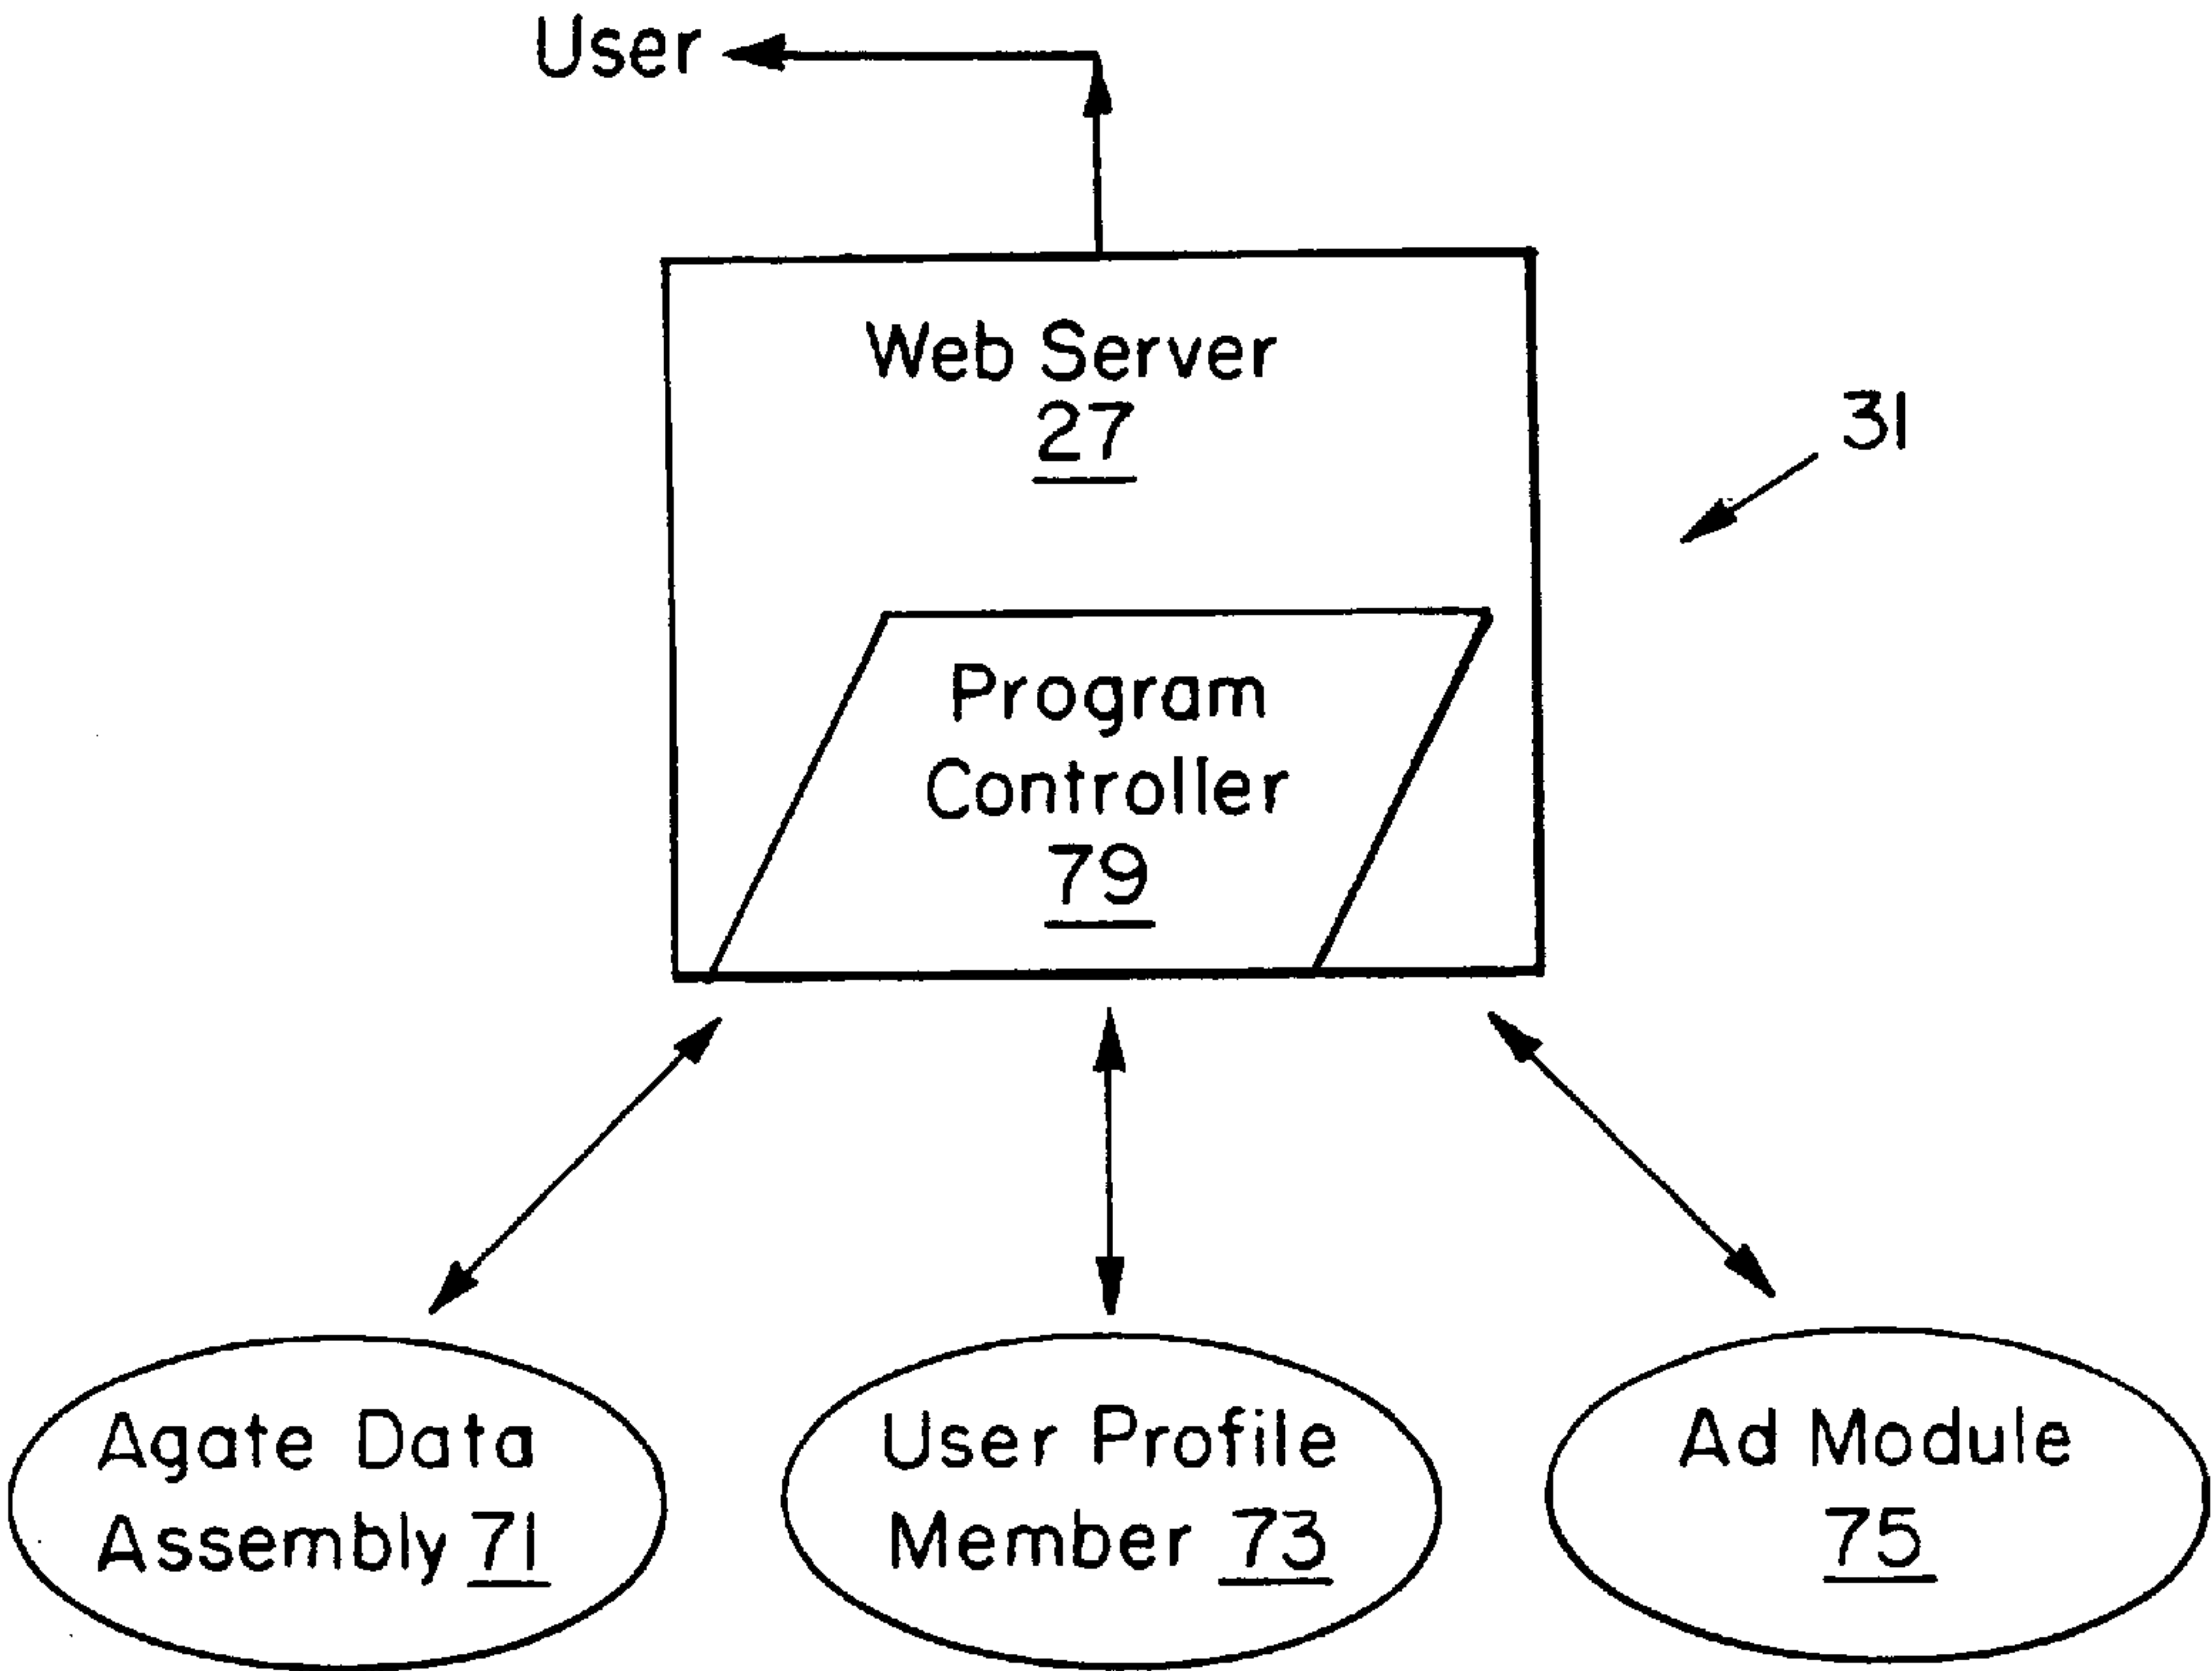 User
Web Server
27
31
Program
Controller
79
Agate Data
Assembly 71
User Profile
Member 73
Ad Module
75